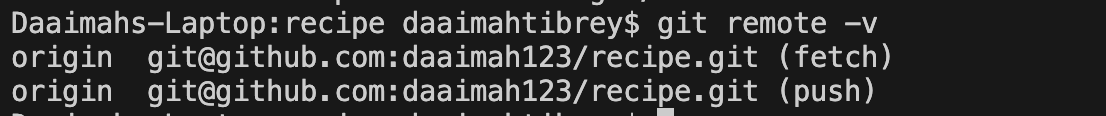 Daaimahs-Laptop:recipe daaimahtibrey$ git remote -v
origin  git@github.com:daaimah123/recipe.git (fetch)
origin  git@github.com:daaimah123/recipe.git (push)